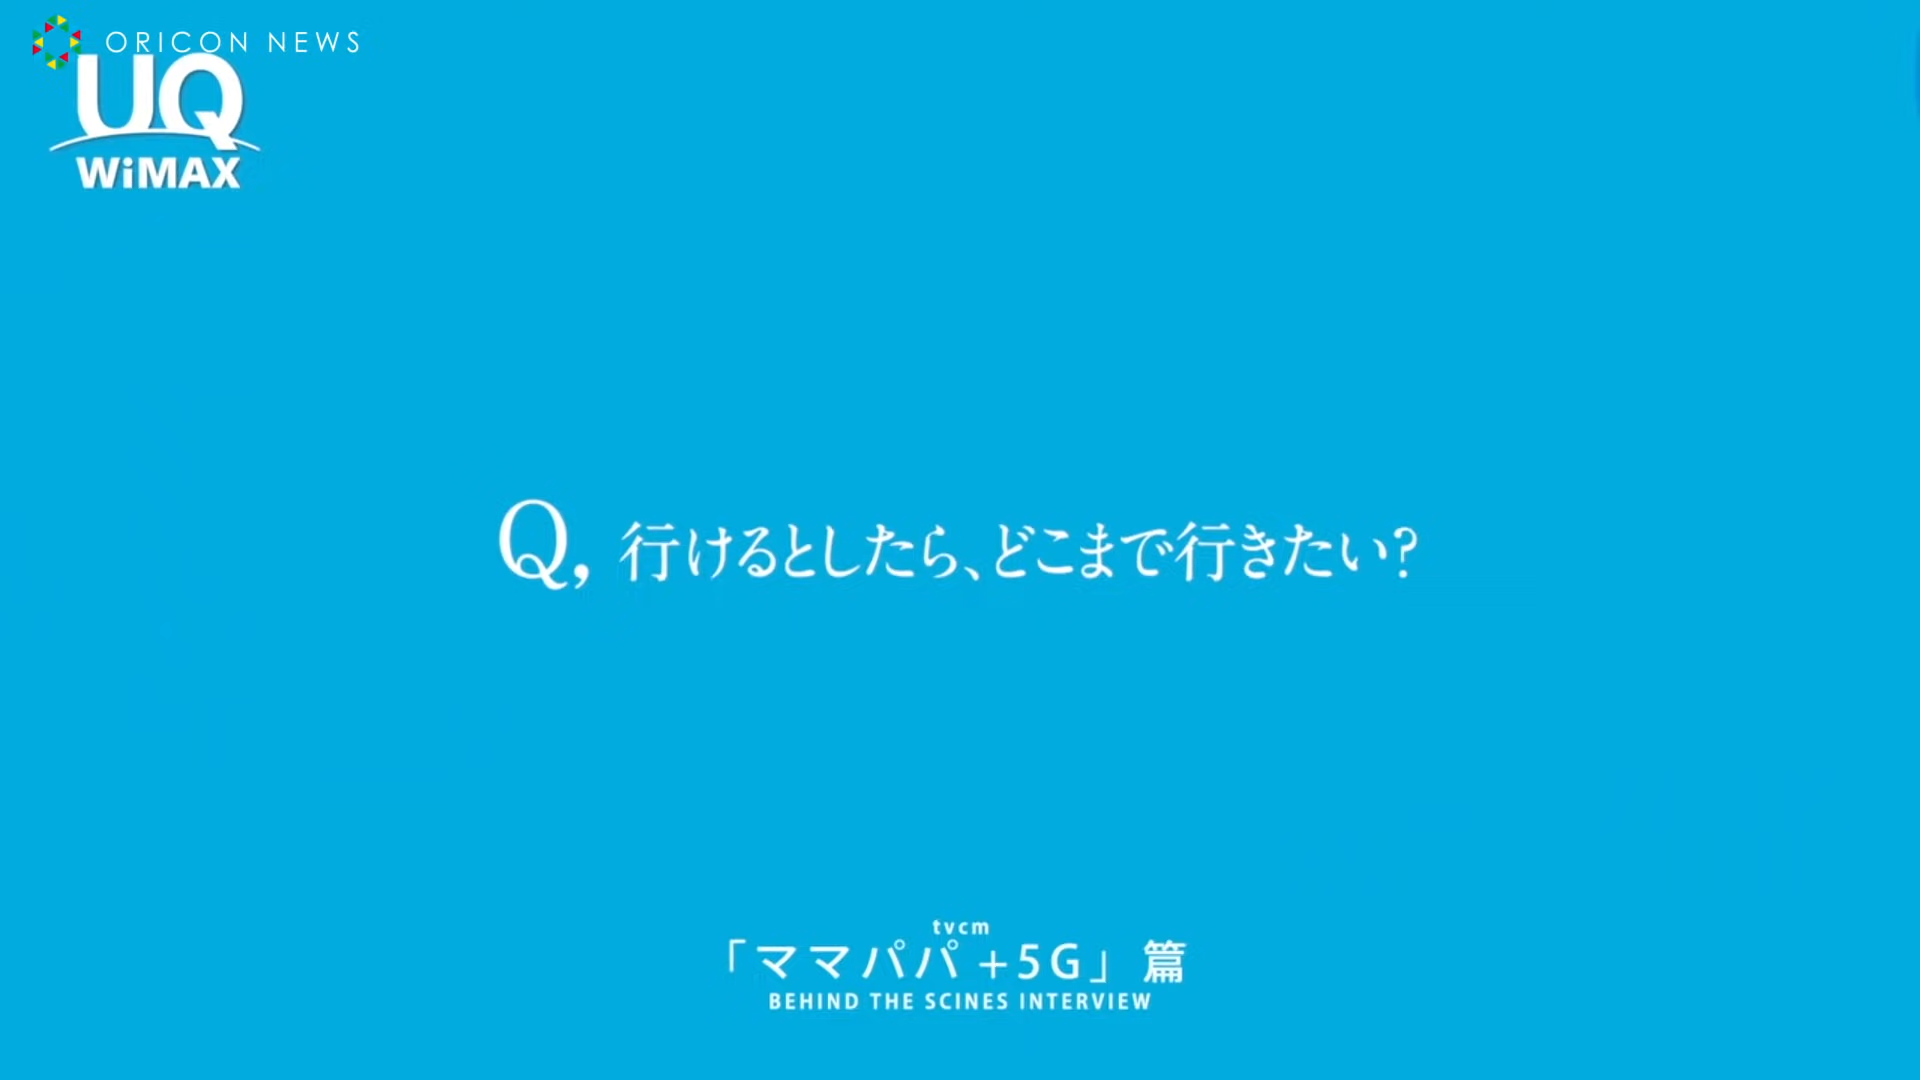 ORICON NEWS
UQ
WiMAX
Q, 行けるとしたら、どこまで行きたい?
tvcm
「ママパパ +5G」 篇
BEHIND THE SCINES INTERVIEW